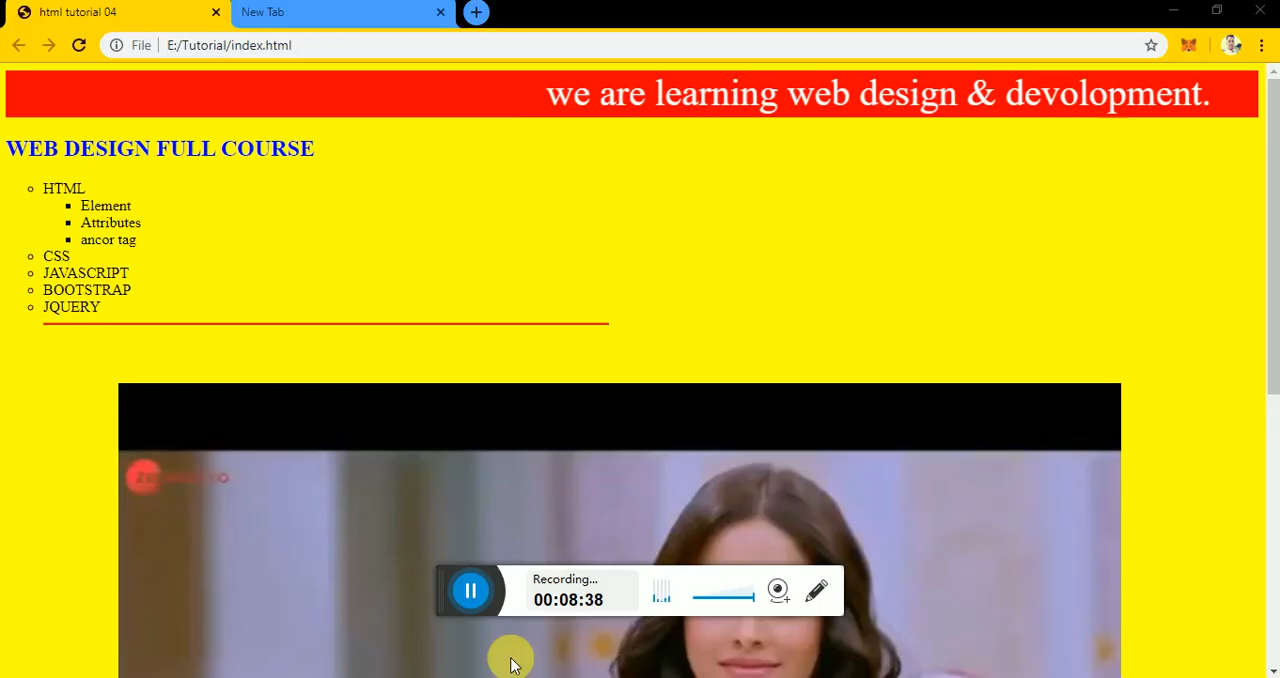 html tutorial 04
New Tab
File
E:/Tutorial/index.html
we are learning web design & devolopment.
WEB DESIGN FULL COURSE
HTML
Element
Attributes
ancor tag
CSS
JAVASCRIPT
BOOTSTRAP
JQUERY
Recording...
00:08:38